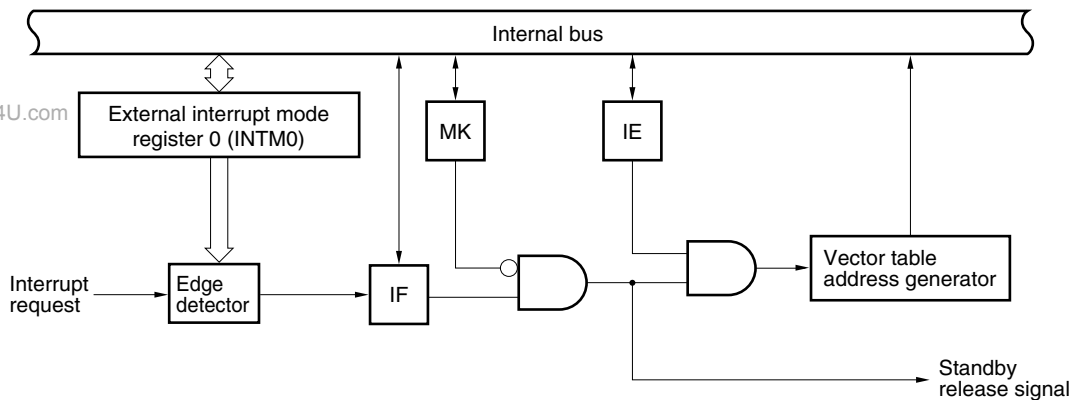 Internal bus
4U.com
External interrupt mode
register 0 (INTM0)
MK
IE
Interrupt
request
Edge
detector
IF
Vector table
address generator
Standby
release signal